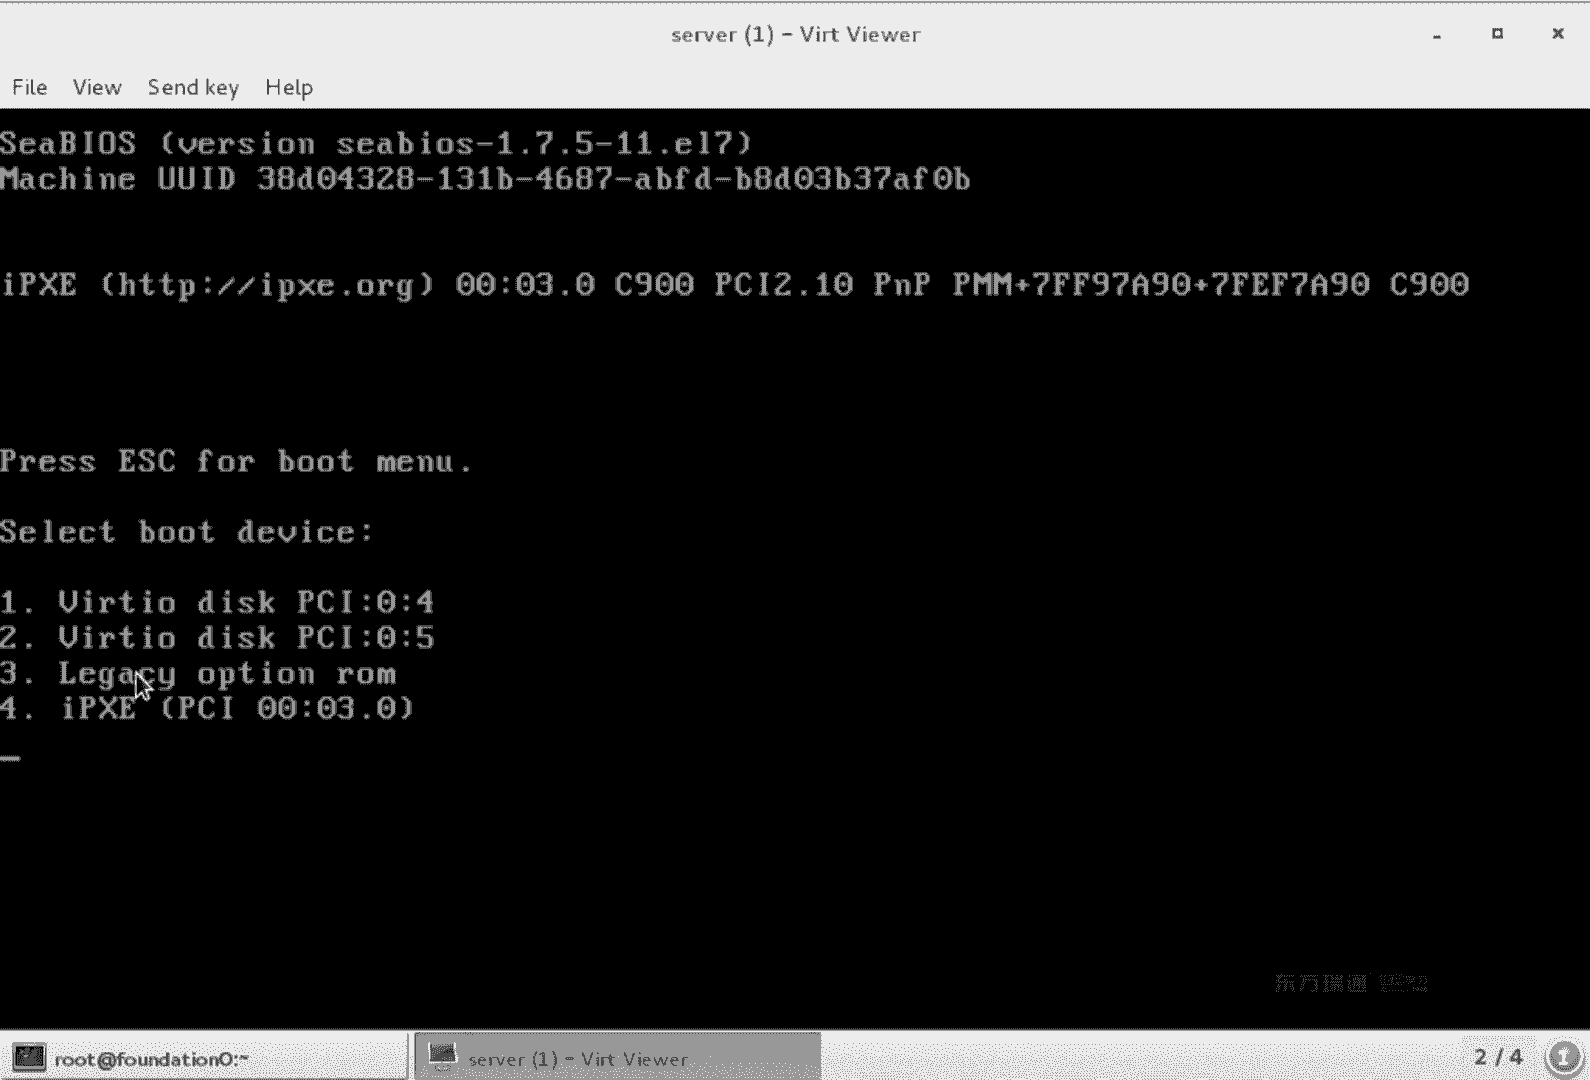 server (1) – Virt Viewer
File View Send key Help
SeaBIOS (version seabios-1.7.5-11.el7)
Machine UUID 38d04328-131b-4687-abfd-b8d03b37af0b
iPXE (http://ipxe.org) 00:03.0 C900 PCI2.10 PnP PMM+7FF97A90+7FEF7A90 C900
Press ESC for boot menu.
Select boot device:
1. Virtio disk PCI:0:4
2. Virtio disk PCI:0:5
3. Legacy option rom
4. iPXE (PCI 00:03.0)
东方瑞通
root@foundation0:~
server (1) – Virt Viewer
2 / 4
1